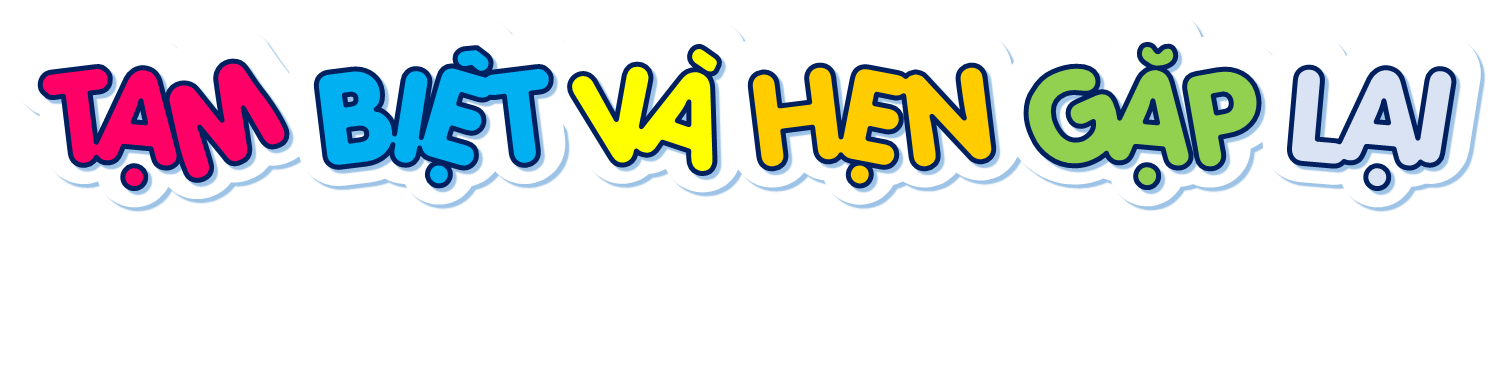 TẠM BIỆT VÀ HẸN GẶP LẠI